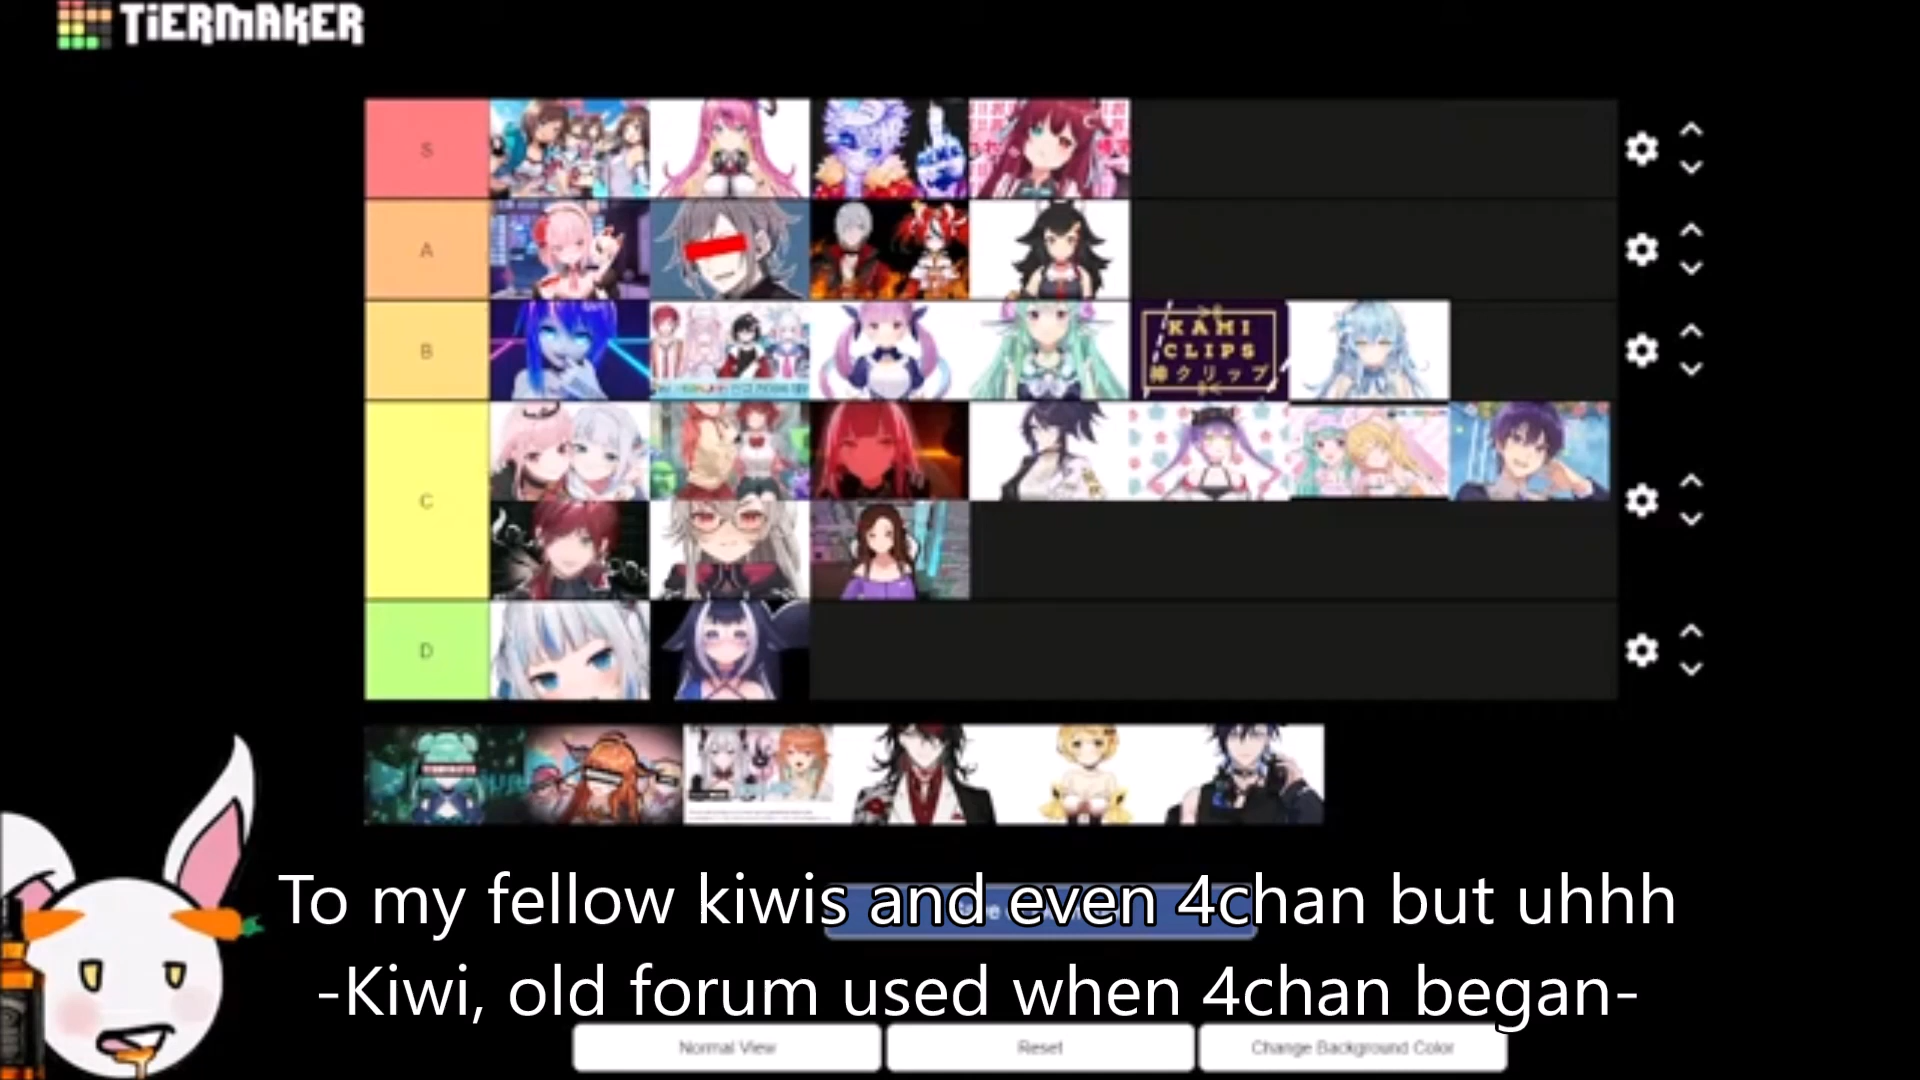 TIERMAKER
S
A
B
KAMI
CLIPS
神クリップ
C
D
To my fellow kiwis and even 4chan but uhhh
-Kiwi, old forum used when 4chan began-
Normal View
Reset
Change Background Color